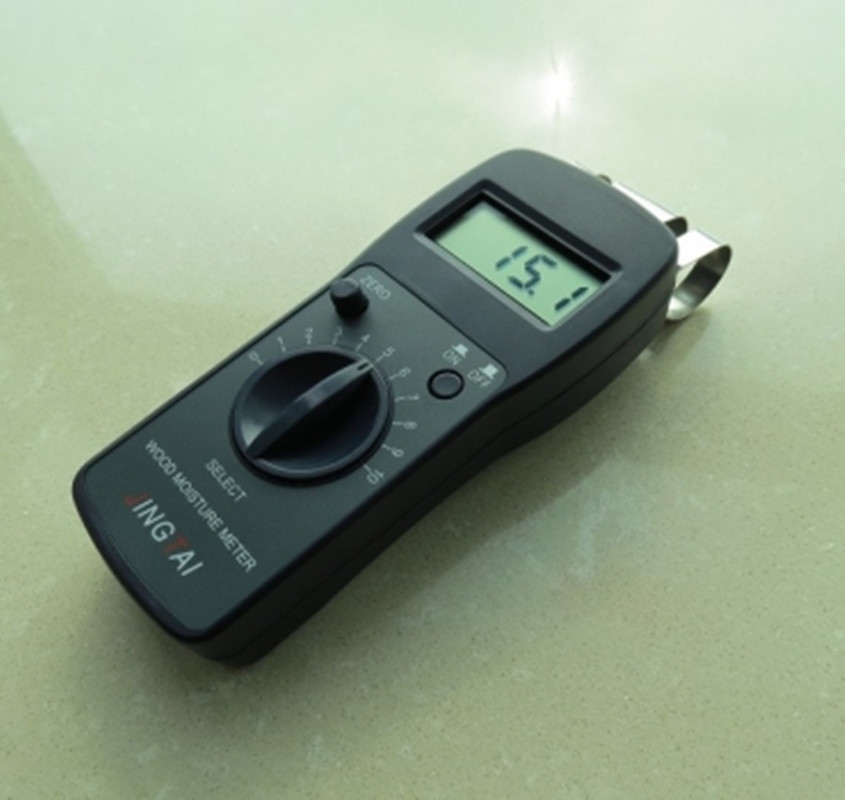 15.1
ZERO
ON OFF
0 1 2 3 4 5 6 7 8 9 10
SELECT
WOOD MOISTURE METER
JINGTAI